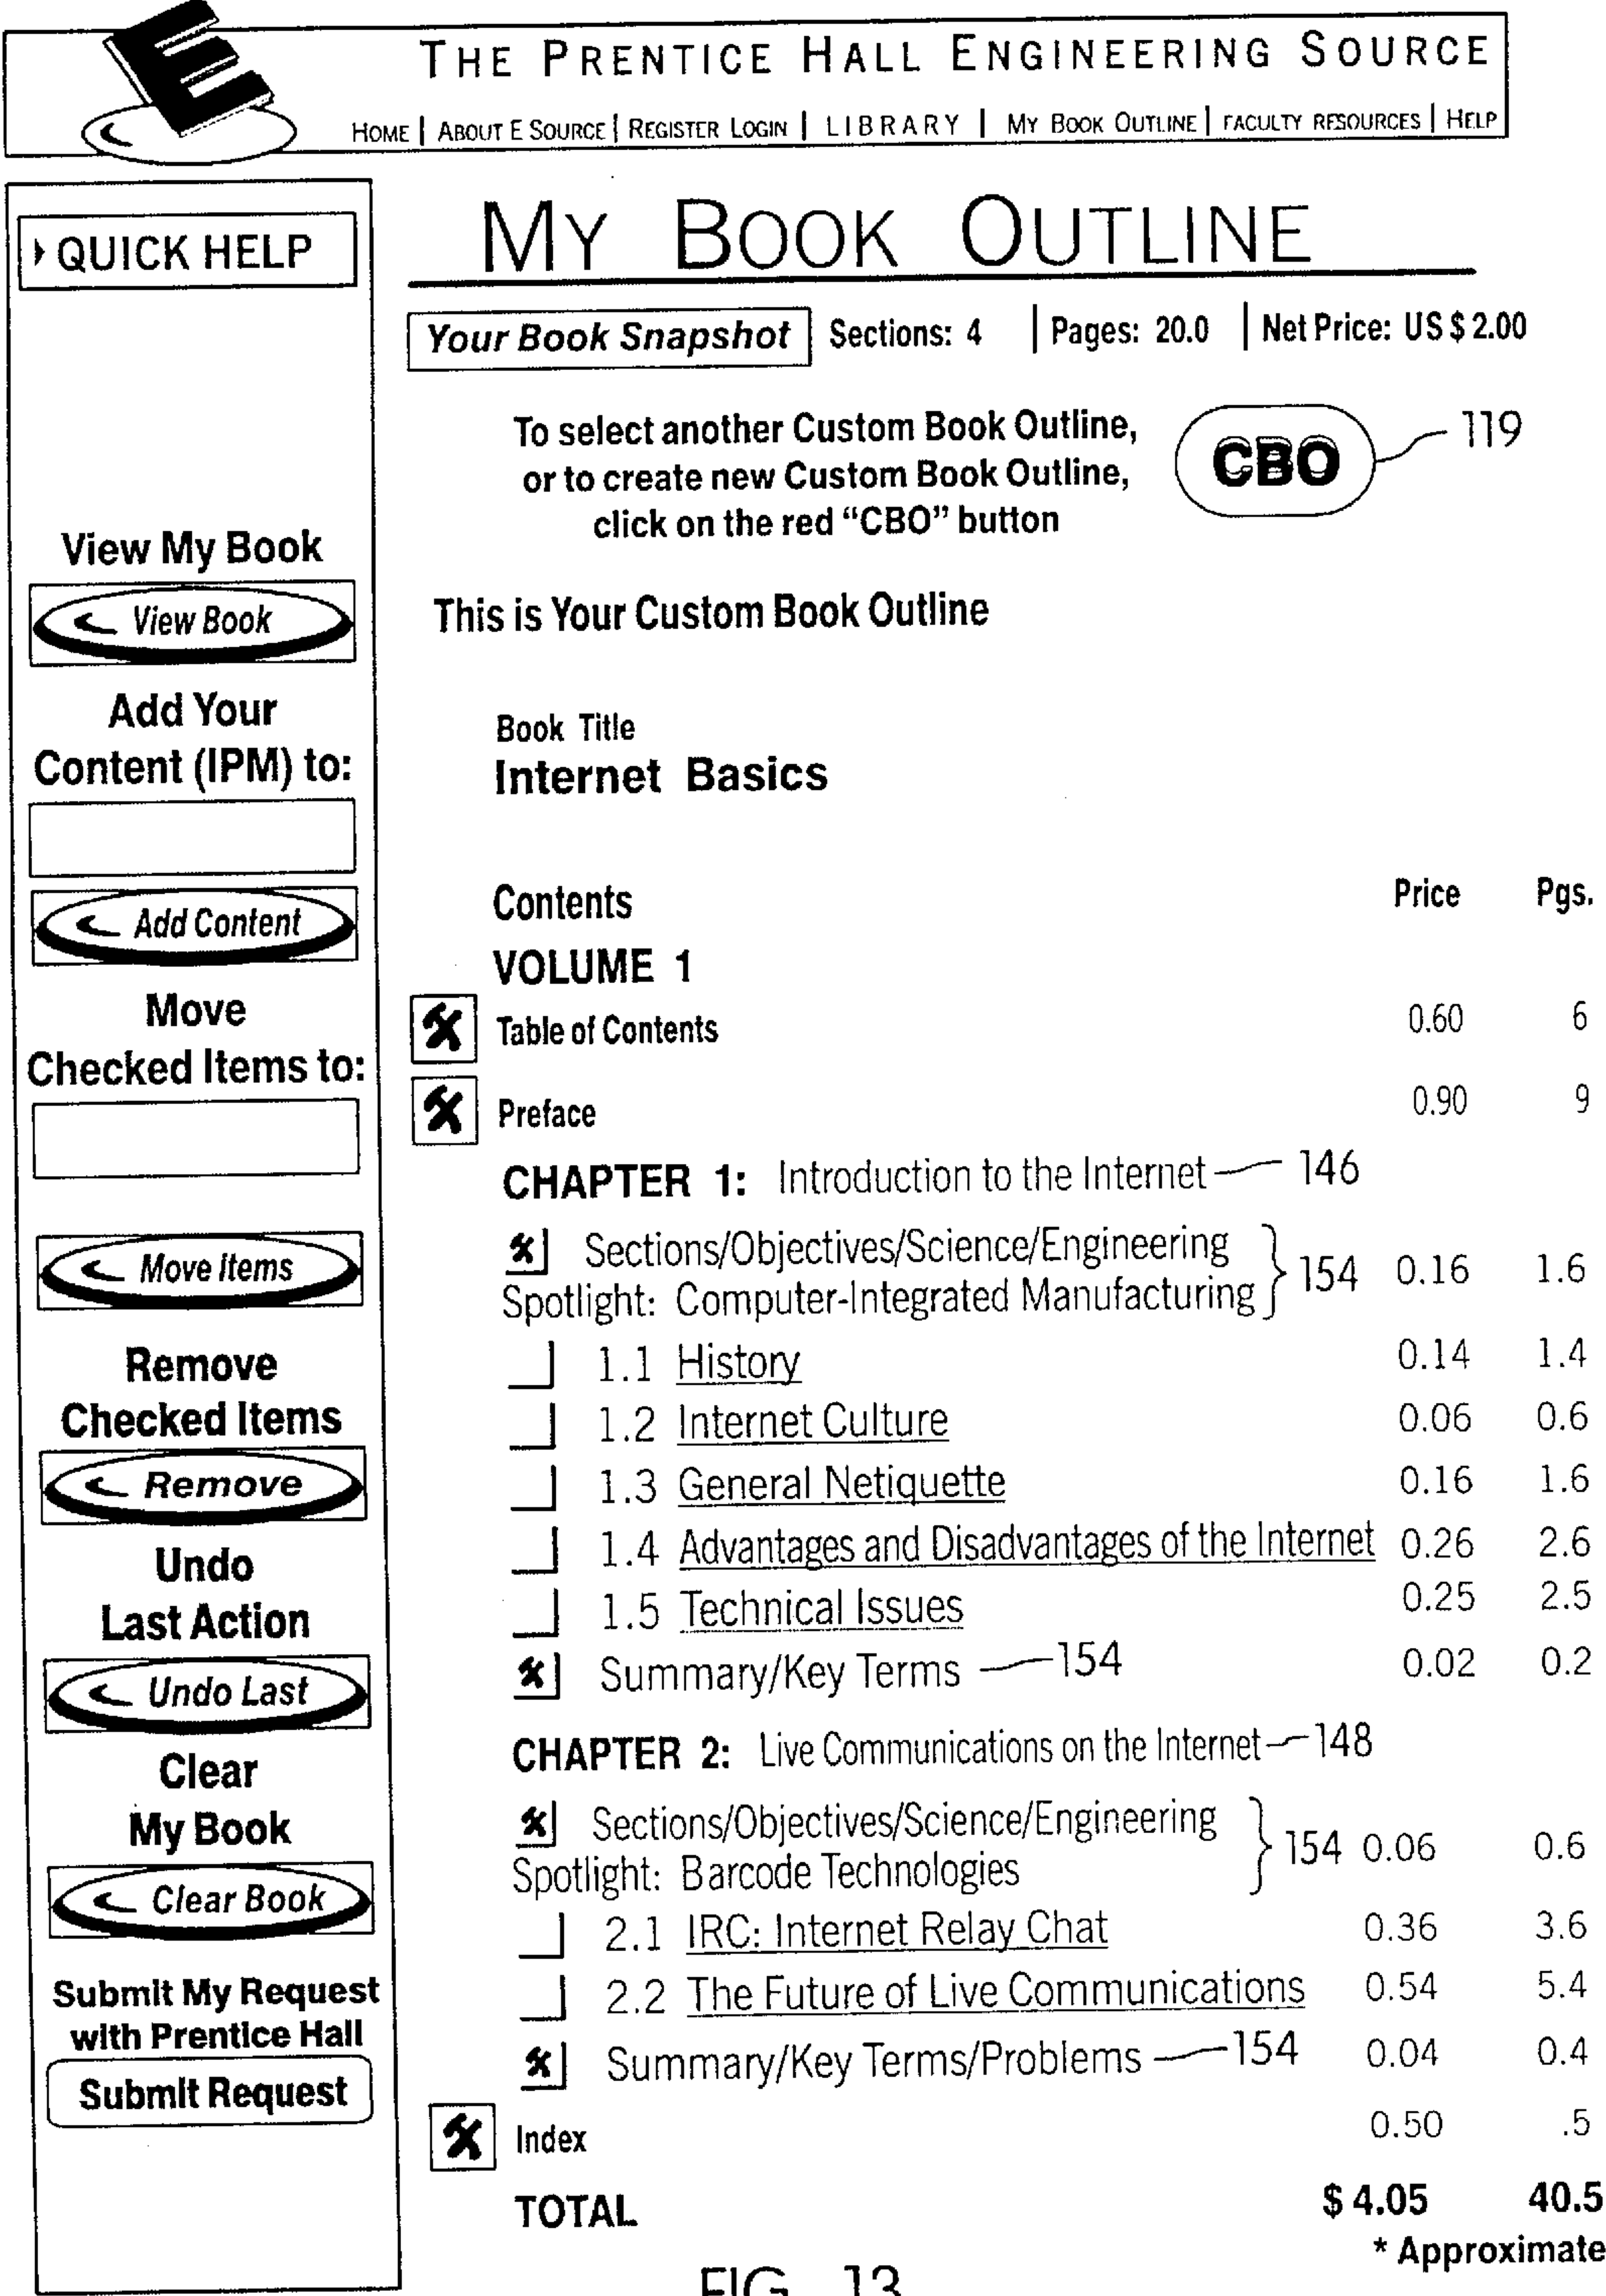 THE PRENTICE HALL ENGINEERING SOURCE
HOME | ABOUT E SOURCE | REGISTER LOGIN | LIBRARY | MY BOOK OUTLINE | FACULTY RESOURCES | HELP
QUICK HELP
View My Book
View Book
Add Your
Content (IPM) to:
Add Content
Move
Checked Items to:
Move Items
Remove
Checked Items
Remove
Undo
Last Action
Undo Last
Clear
My Book
Clear Book
Submit My Request
with Prentice Hall
Submit Request
MY BOOK OUTLINE
Your Book Snapshot Sections: 4 | Pages: 20.0 | Net Price: US $ 2.00
To select another Custom Book Outline,
or to create new Custom Book Outline,
click on the red “CBO” button
CBO 119
This is Your Custom Book Outline
Book Title
Internet Basics
Contents Price Pgs.
VOLUME 1
Table of Contents 0.60 6
Preface 0.90 9
CHAPTER 1: Introduction to the Internet 146
Sections/Objectives/Science/Engineering
Spotlight: Computer-Integrated Manufacturing 154 0.16 1.6
1.1 History 0.14 1.4
1.2 Internet Culture 0.06 0.6
1.3 General Netiquette 0.16 1.6
1.4 Advantages and Disadvantages of the Internet 0.26 2.6
1.5 Technical Issues 0.25 2.5
Summary/Key Terms 154 0.02 0.2
CHAPTER 2: Live Communications on the Internet 148
Sections/Objectives/Science/Engineering
Spotlight: Barcode Technologies 154 0.06 0.6
2.1 IRC: Internet Relay Chat 0.36 3.6
2.2 The Future of Live Communications 0.54 5.4
Summary/Key Terms/Problems 154 0.04 0.4
Index 0.50 .5
TOTAL $ 4.05 40.5
* Approximate
FIG. 13